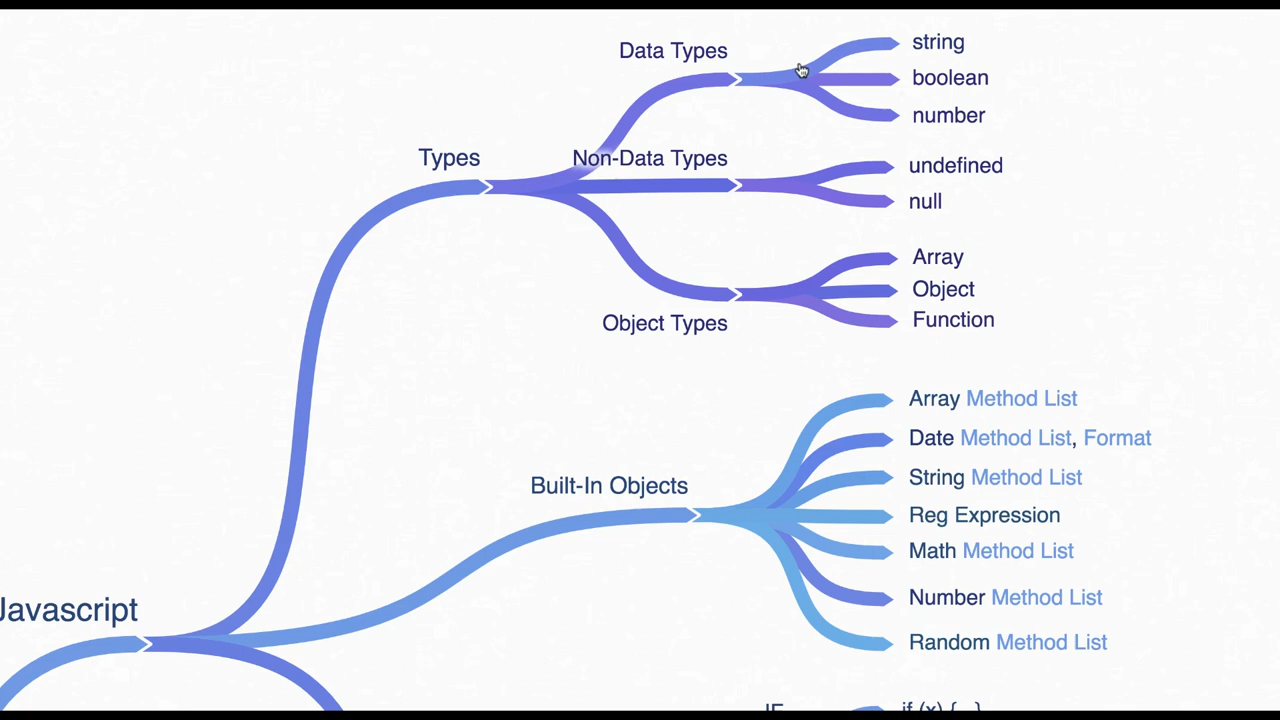 Data Types
string
boolean
number
Types
Non-Data Types
undefined
null
Array
Object
Function
Object Types
Array Method List
Date Method List, Format
String Method List
Built-In Objects
Reg Expression
Math Method List
Number Method List
Javascript
Random Method List